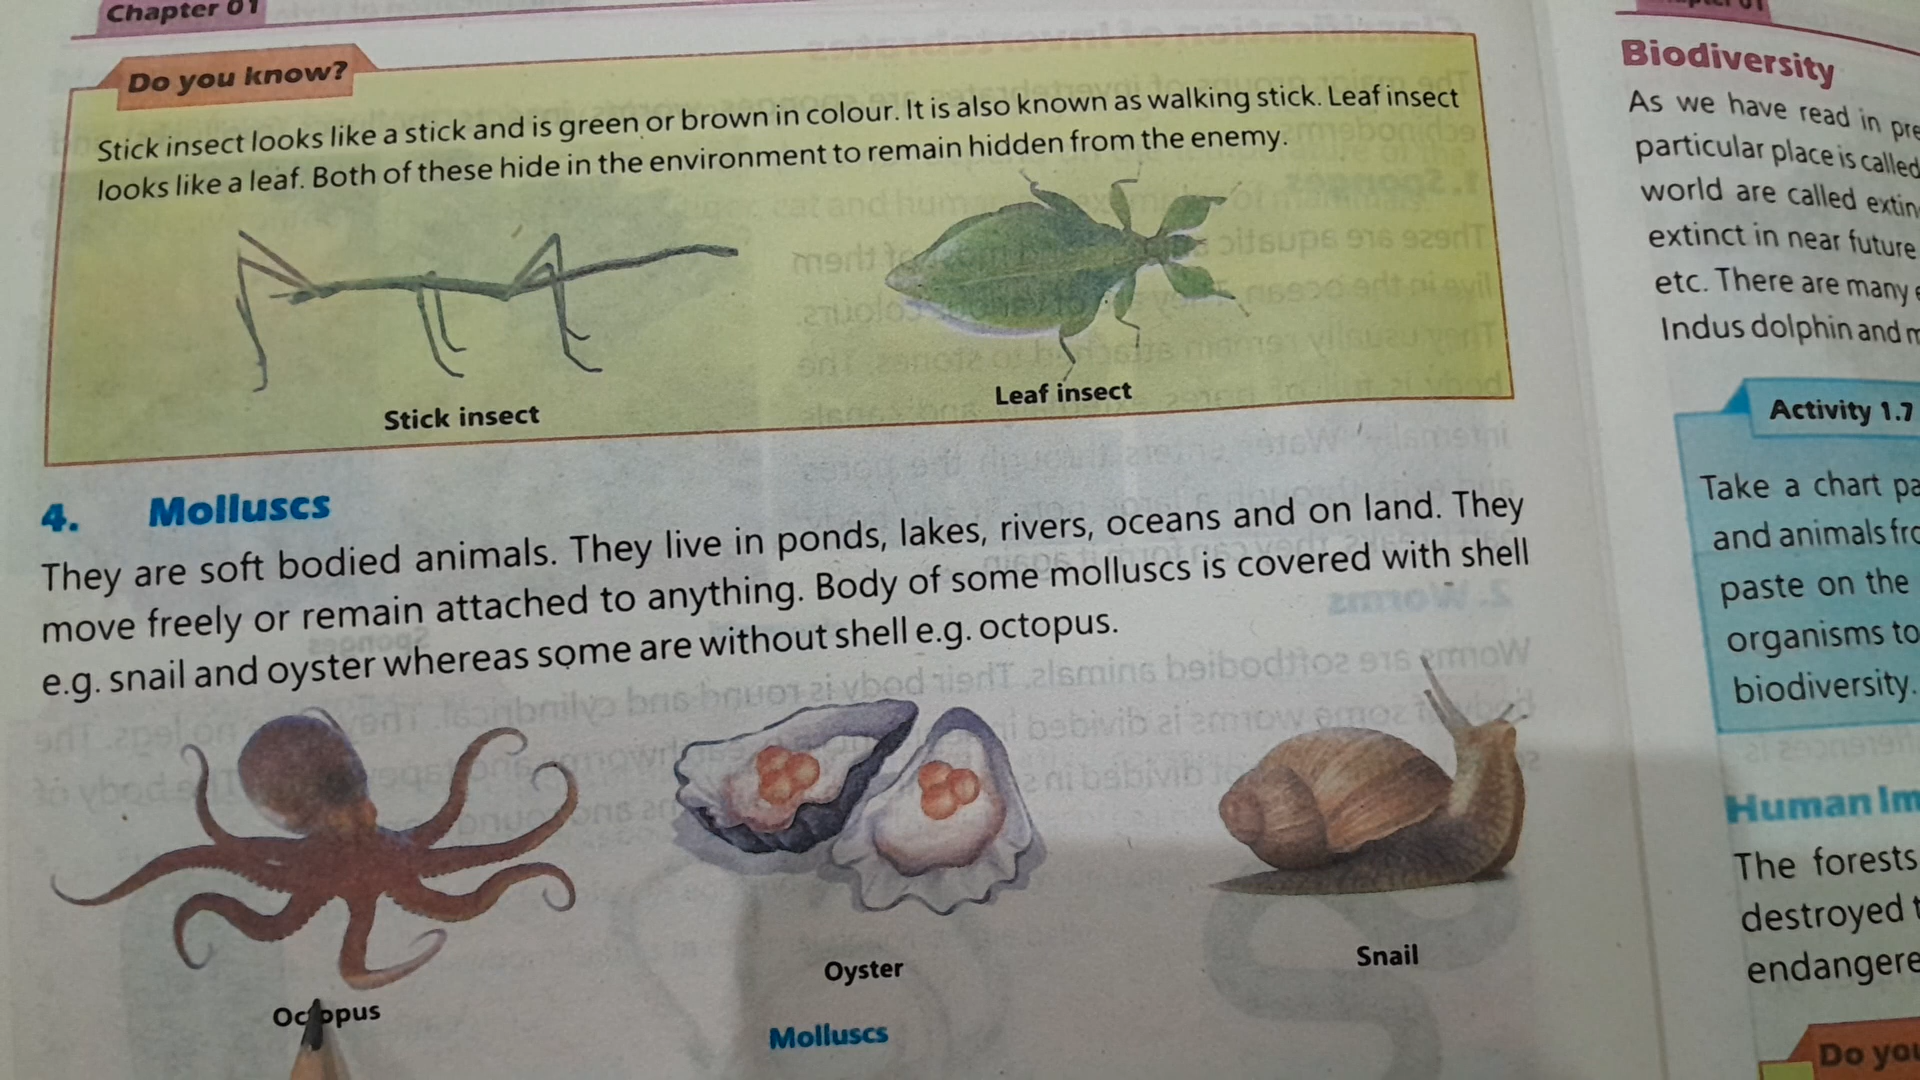 Chapter 01
Do you know?
Stick insect looks like a stick and is green or brown in colour. It is also known as walking stick. Leaf insect
looks like a leaf. Both of these hide in the environment to remain hidden from the enemy.
Stick insect
Leaf insect
4. Molluscs
They are soft bodied animals. They live in ponds, lakes, rivers, oceans and on land. They
move freely or remain attached to anything. Body of some molluscs is covered with shell
e.g. snail and oyster whereas some are without shell e.g. octopus.
Octopus
Oyster
Snail
Molluscs
Biodiversity
As we have read in
particular place is called
world are called
extinct in near future
etc. There are many
Indus dolphin and
Activity 1.7
Take a chart
and animals
paste on the
organisms to
biodiversity.
Human
The forests
destroyed
Do